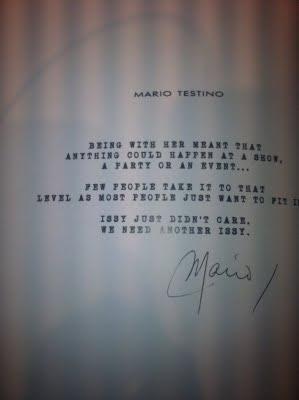 MARIO TESTINO
BEING WITH HER MEANT THAT
ANYTHING COULD HAPPEN AT A SHOW,
A PARTY OR AN EVENT...
FEW PEOPLE TAKE IT TO THAT
LEVEL AS MOST PEOPLE JUST WANT TO FIT I
ISSY JUST DIDN'T CARE.
WE NEED ANOTHER ISSY.
Mario